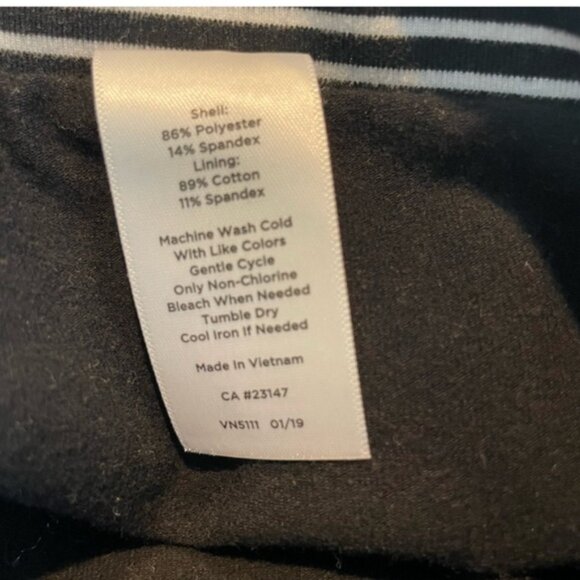 Shell:
86% Polyester
14% Spandex
Lining:
89% Cotton
11% Spandex
Machine Wash Cold
With Like Colors
Gentle Cycle
Only Non-Chlorine
Bleach When Needed
Tumble Dry
Cool Iron If Needed
Made In Vietnam
CA #23147
VN5111 01/19